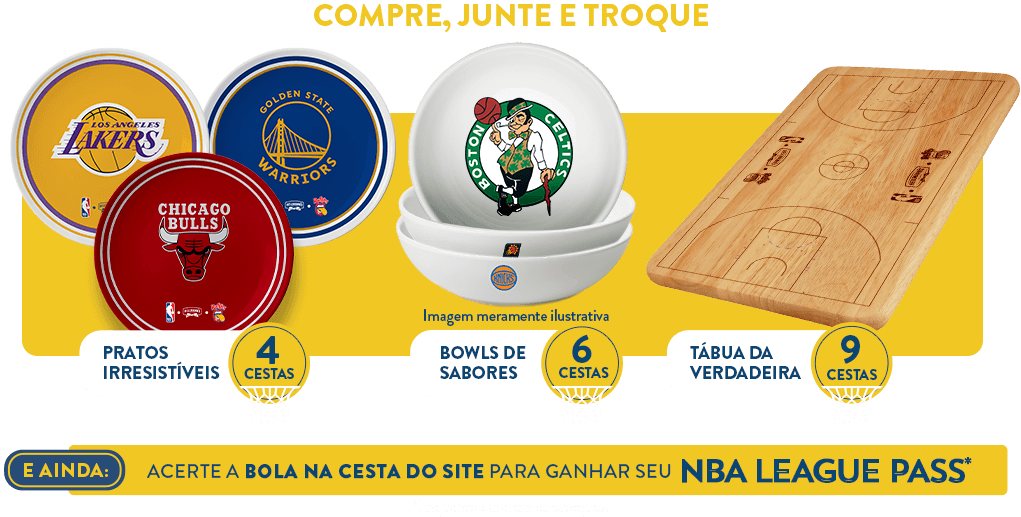 COMPRE, JUNTE E TROQUE
LOS ANGELES
LAKERS
GOLDEN STATE
WARRIORS
CHICAGO
BULLS
BOSTON CELTICS
KNICKS
Imagem meramente ilustrativa
PRATOS
IRRESISTÍVEIS
4
CESTAS
BOWLS DE
SABORES
6
CESTAS
TÁBUA DA
VERDADEIRA
9
CESTAS
E AINDA:
ACERTE A BOLA NA CESTA DO SITE PARA GANHAR SEU NBA LEAGUE PASS*